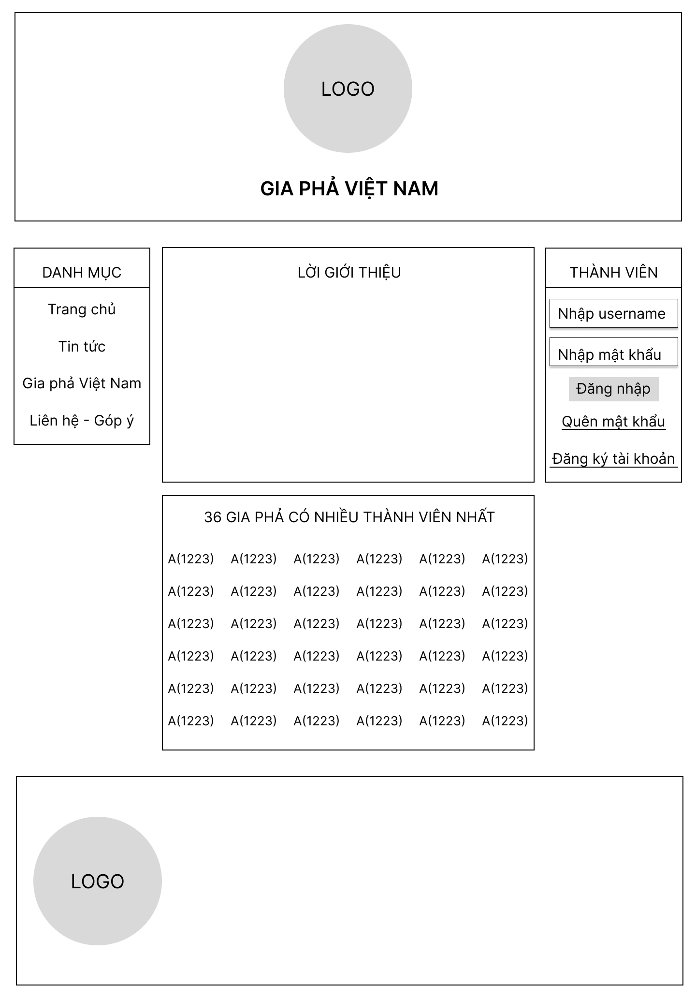 LOGO
GIA PHẢ VIỆT NAM
DANH MỤC
Trang chủ
Tin tức
Gia phả Việt Nam
Liên hệ - Góp ý
LỜI GIỚI THIỆU
THÀNH VIÊN
Nhập username
Nhập mật khẩu
Đăng nhập
Quên mật khẩu
Đăng ký tài khoản
36 GIA PHẢ CÓ NHIỀU THÀNH VIÊN NHẤT
A(1223) A(1223) A(1223) A(1223) A(1223) A(1223)
A(1223) A(1223) A(1223) A(1223) A(1223) A(1223)
A(1223) A(1223) A(1223) A(1223) A(1223) A(1223)
A(1223) A(1223) A(1223) A(1223) A(1223) A(1223)
A(1223) A(1223) A(1223) A(1223) A(1223) A(1223)
A(1223) A(1223) A(1223) A(1223) A(1223) A(1223)
LOGO